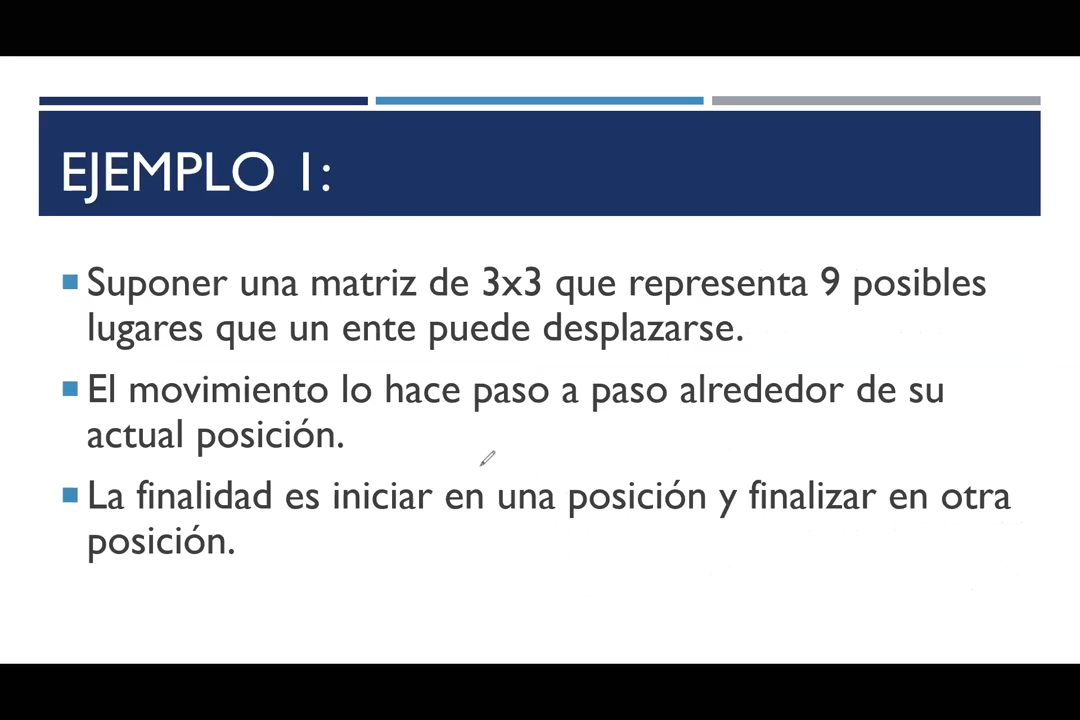 EJEMPLO 1:
▪ Suponer una matriz de 3x3 que representa 9 posibles
lugares que un ente puede desplazarse.
▪ El movimiento lo hace paso a paso alrededor de su
actual posición.
▪ La finalidad es iniciar en una posición y finalizar en otra
posición.